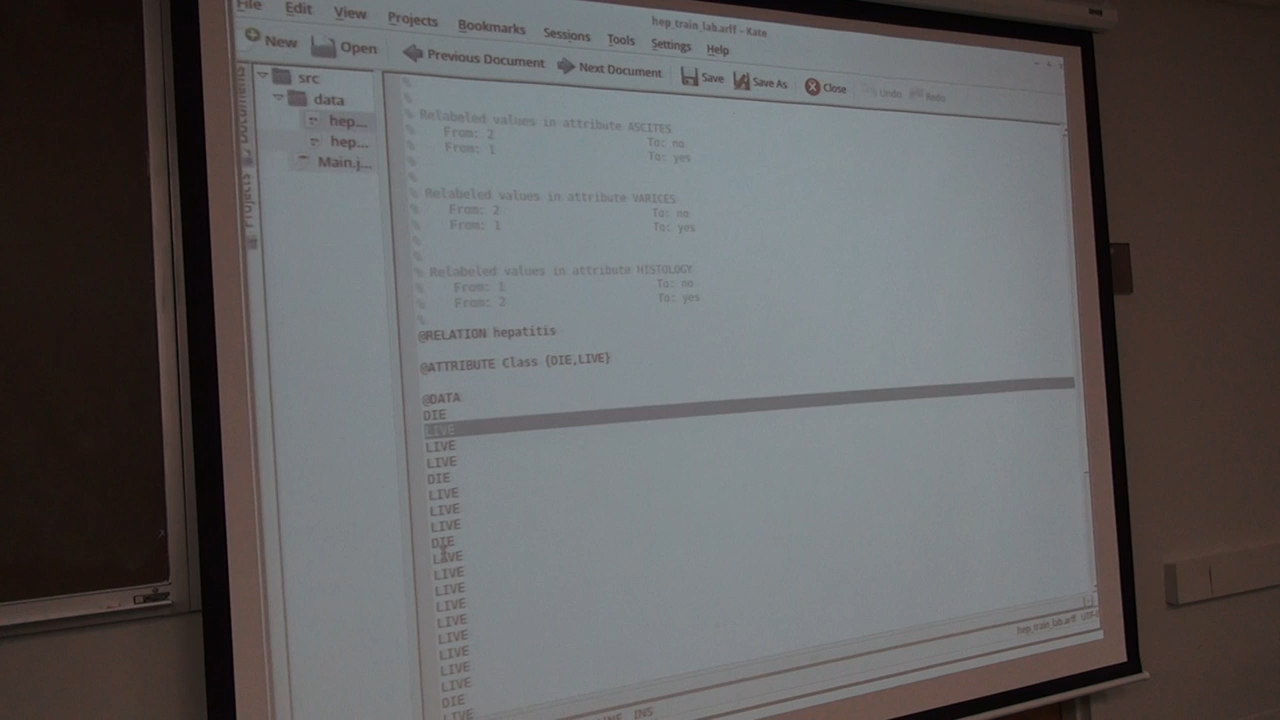 File Edit View Projects Bookmarks Sessions Tools Settings Help
hep_train_lab.arff - Kate
New Open Previous Document Next Document Save Save As Close Undo Redo
Documents
Projects
src
data
hep...
hep...
Main.j...
%
%
% Relabeled values in attribute ASCITES
% From: 2 To: no
% From: 1 To: yes
%
%
% Relabeled values in attribute VARICES
% From: 2 To: no
% From: 1 To: yes
%
%
% Relabeled values in attribute HISTOLOGY
% From: 1 To: no
% From: 2 To: yes
%
@RELATION hepatitis
@ATTRIBUTE Class {DIE,LIVE}
@DATA
DIE
LIVE
LIVE
LIVE
DIE
LIVE
LIVE
LIVE
DIE
LIVE
LIVE
LIVE
LIVE
LIVE
LIVE
LIVE
LIVE
LIVE
DIE
LIVE
INS
hep_train_lab.arff